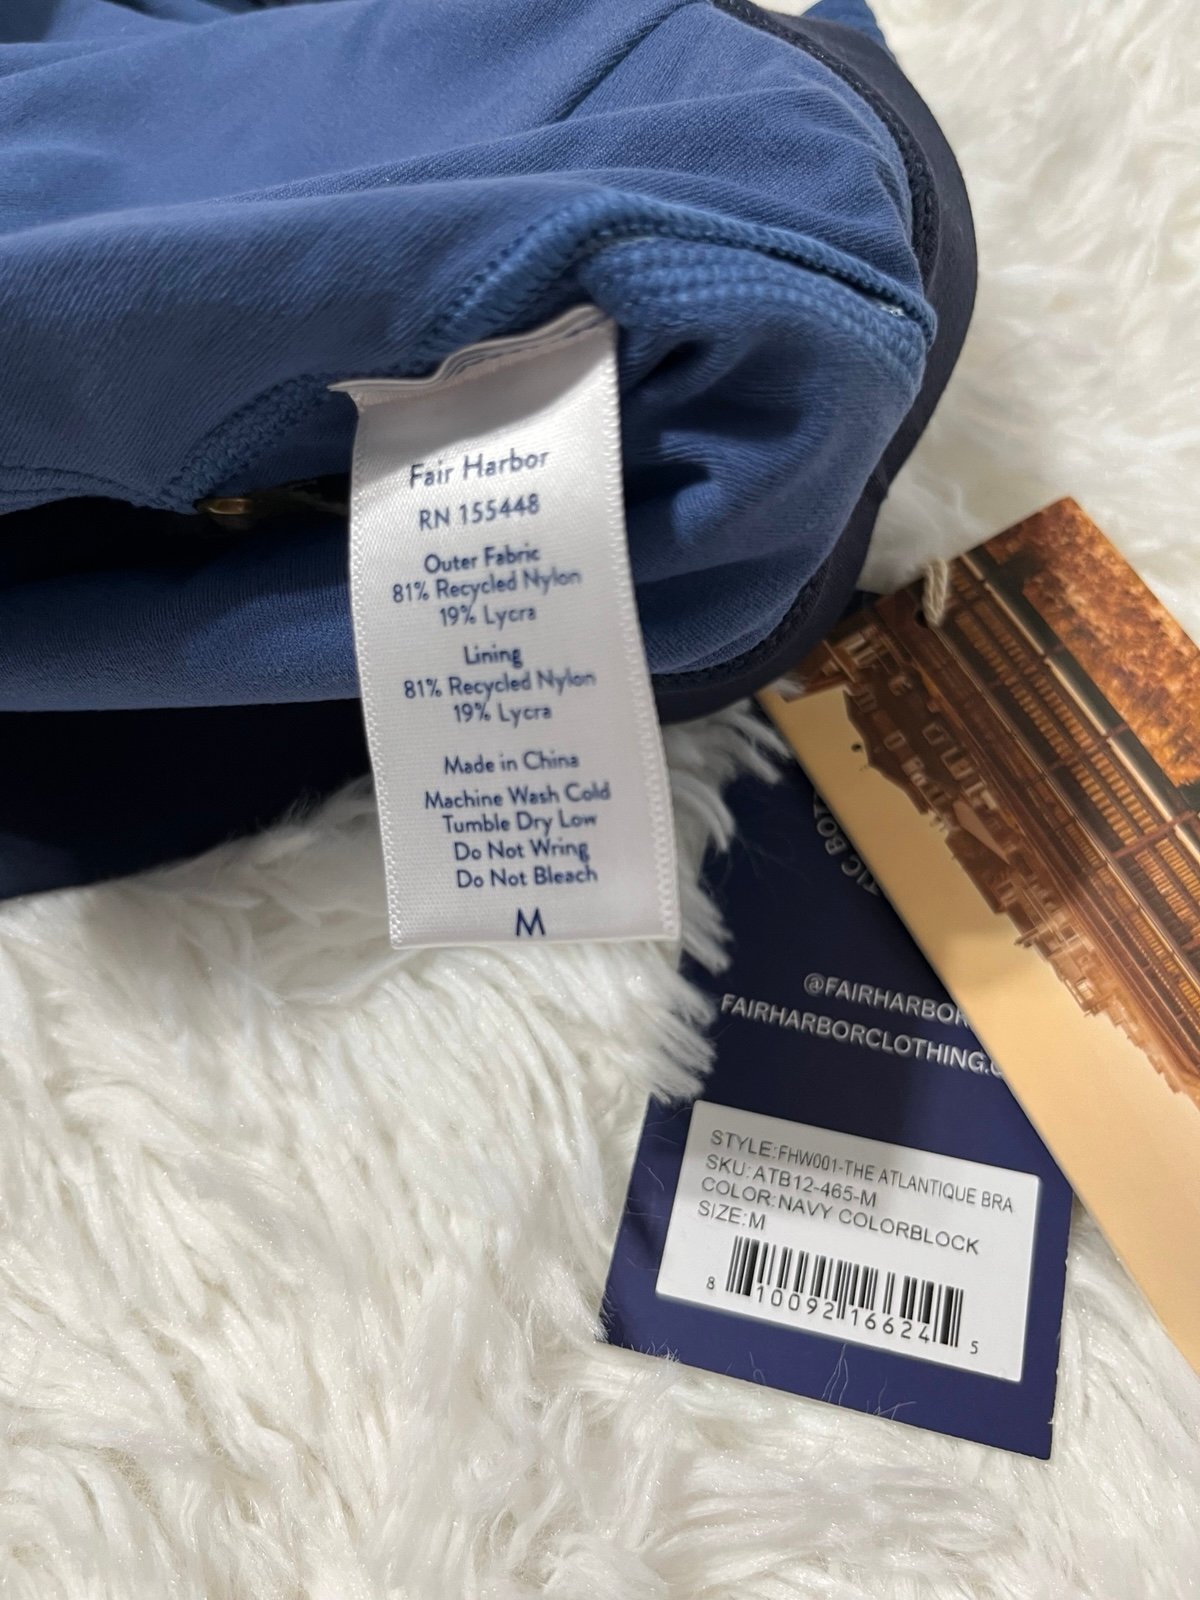 Fair Harbor
RN 155448
Outer Fabric
81% Recycled Nylon
19% Lycra
Lining
81% Recycled Nylon
19% Lycra
Made in China
Machine Wash Cold
Tumble Dry Low
Do Not Wring
Do Not Bleach
M
TIC BOT
@FAIRHARBOR
FAIRHARBORCLOTHING.
STYLE:FHW001-THE ATLANTIQUE BRA
SKU:ATB12-465-M
COLOR:NAVY COLORBLOCK
SIZE:M
8 10092 16624 5